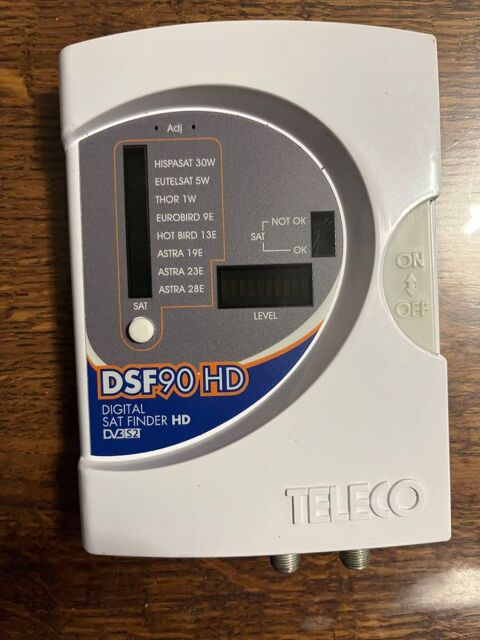 Adj
HISPASAT 30W
EUTELSAT 5W
THOR 1W
EUROBIRD 9E
HOT BIRD 13E
ASTRA 19E
ASTRA 23E
ASTRA 28E
SAT
NOT OK
SAT
OK
LEVEL
ON
OFF
DSF90 HD
DIGITAL
SAT FINDER HD
DVB S2
TELECO